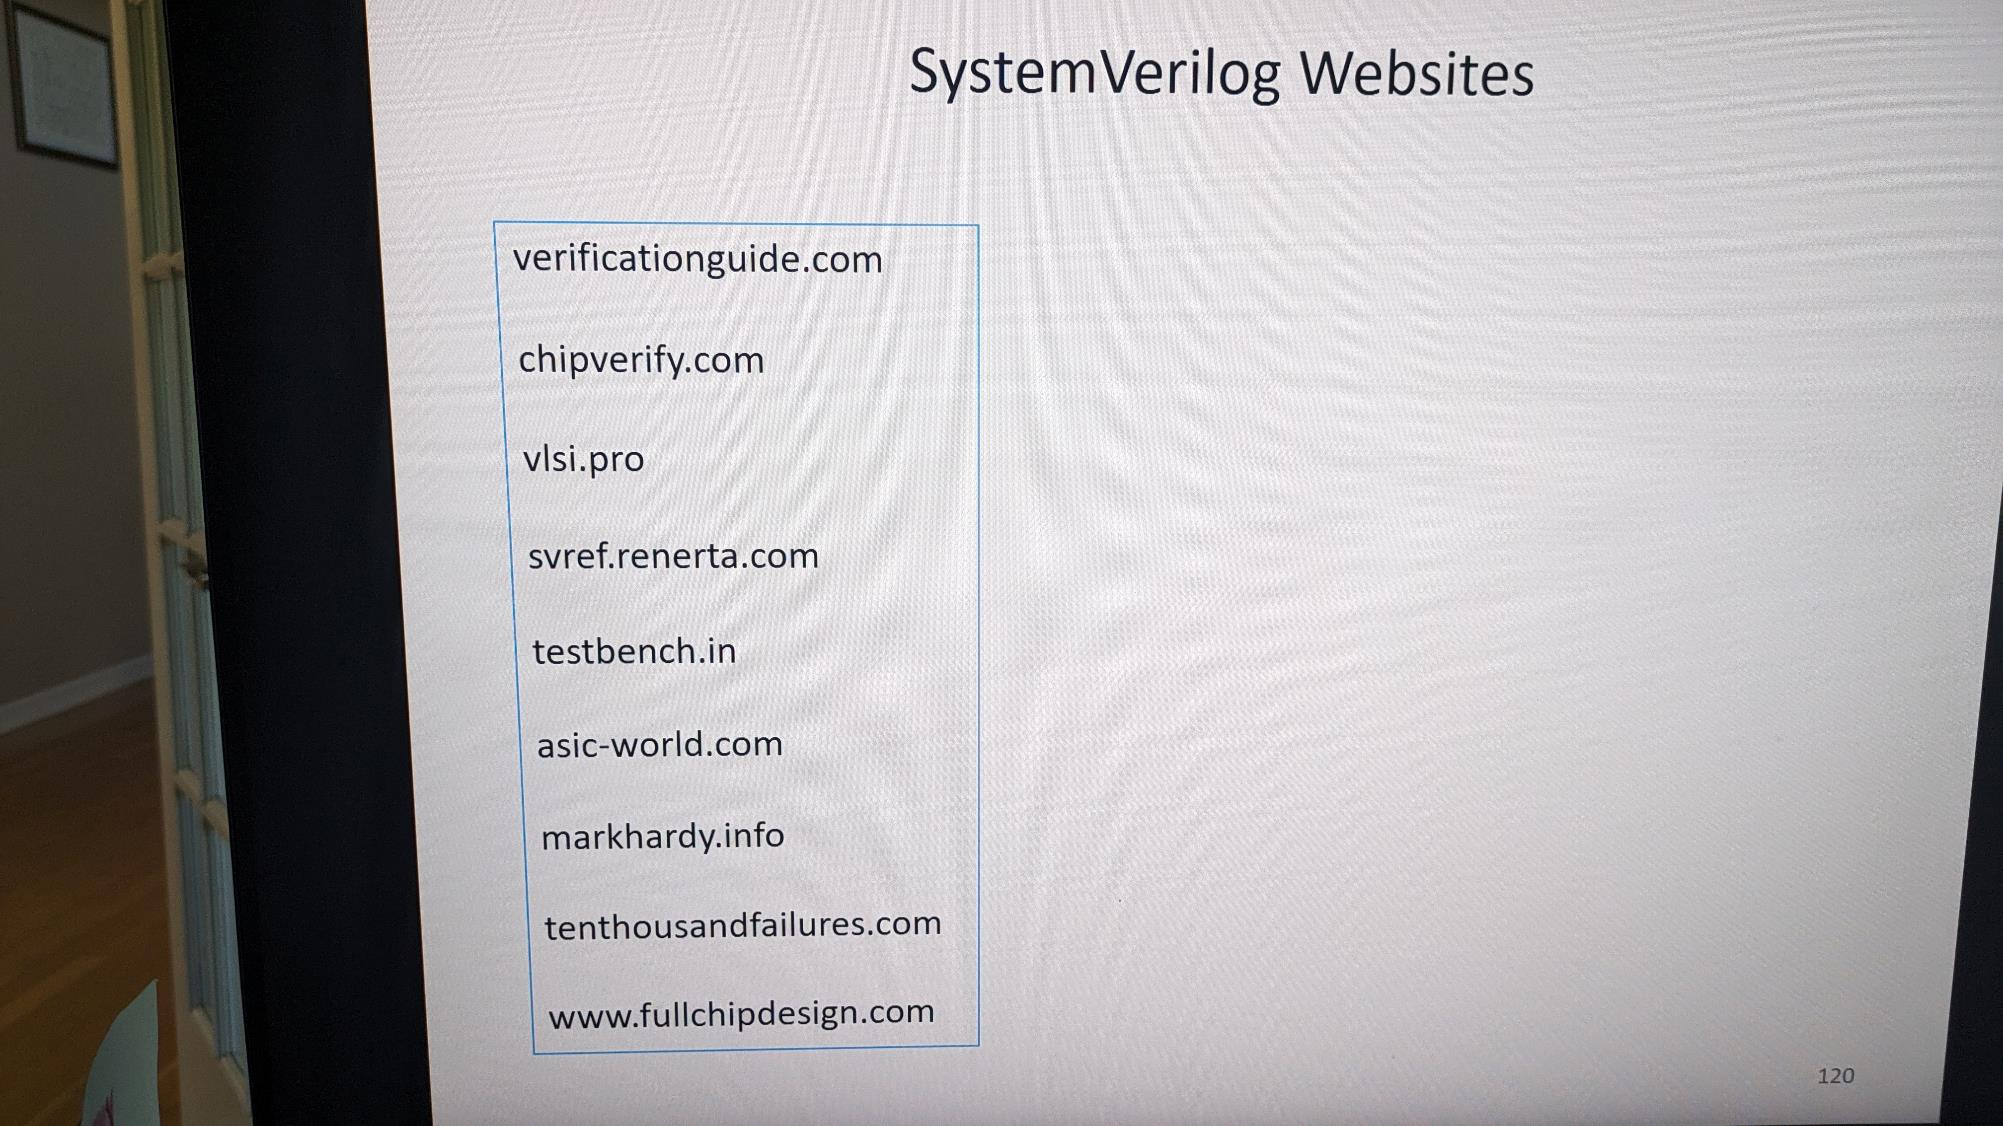 SystemVerilog Websites
verificationguide.com
chipverify.com
vlsi.pro
svref.renerta.com
testbench.in
asic-world.com
markhardy.info
tenthousandfailures.com
www.fullchipdesign.com
120